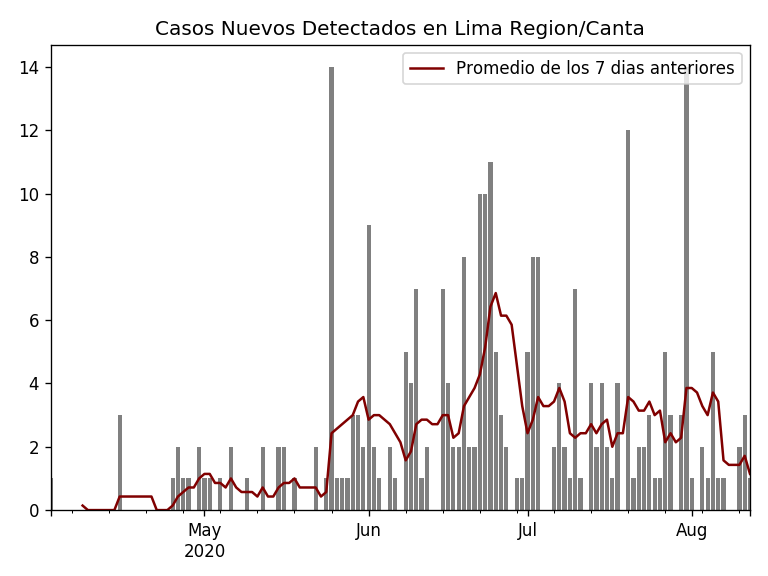 Casos Nuevos Detectados en Lima Region/Canta
Promedio de los 7 dias anteriores
14
12
10
8
6
4
2
0
May
2020
Jun
Jul
Aug